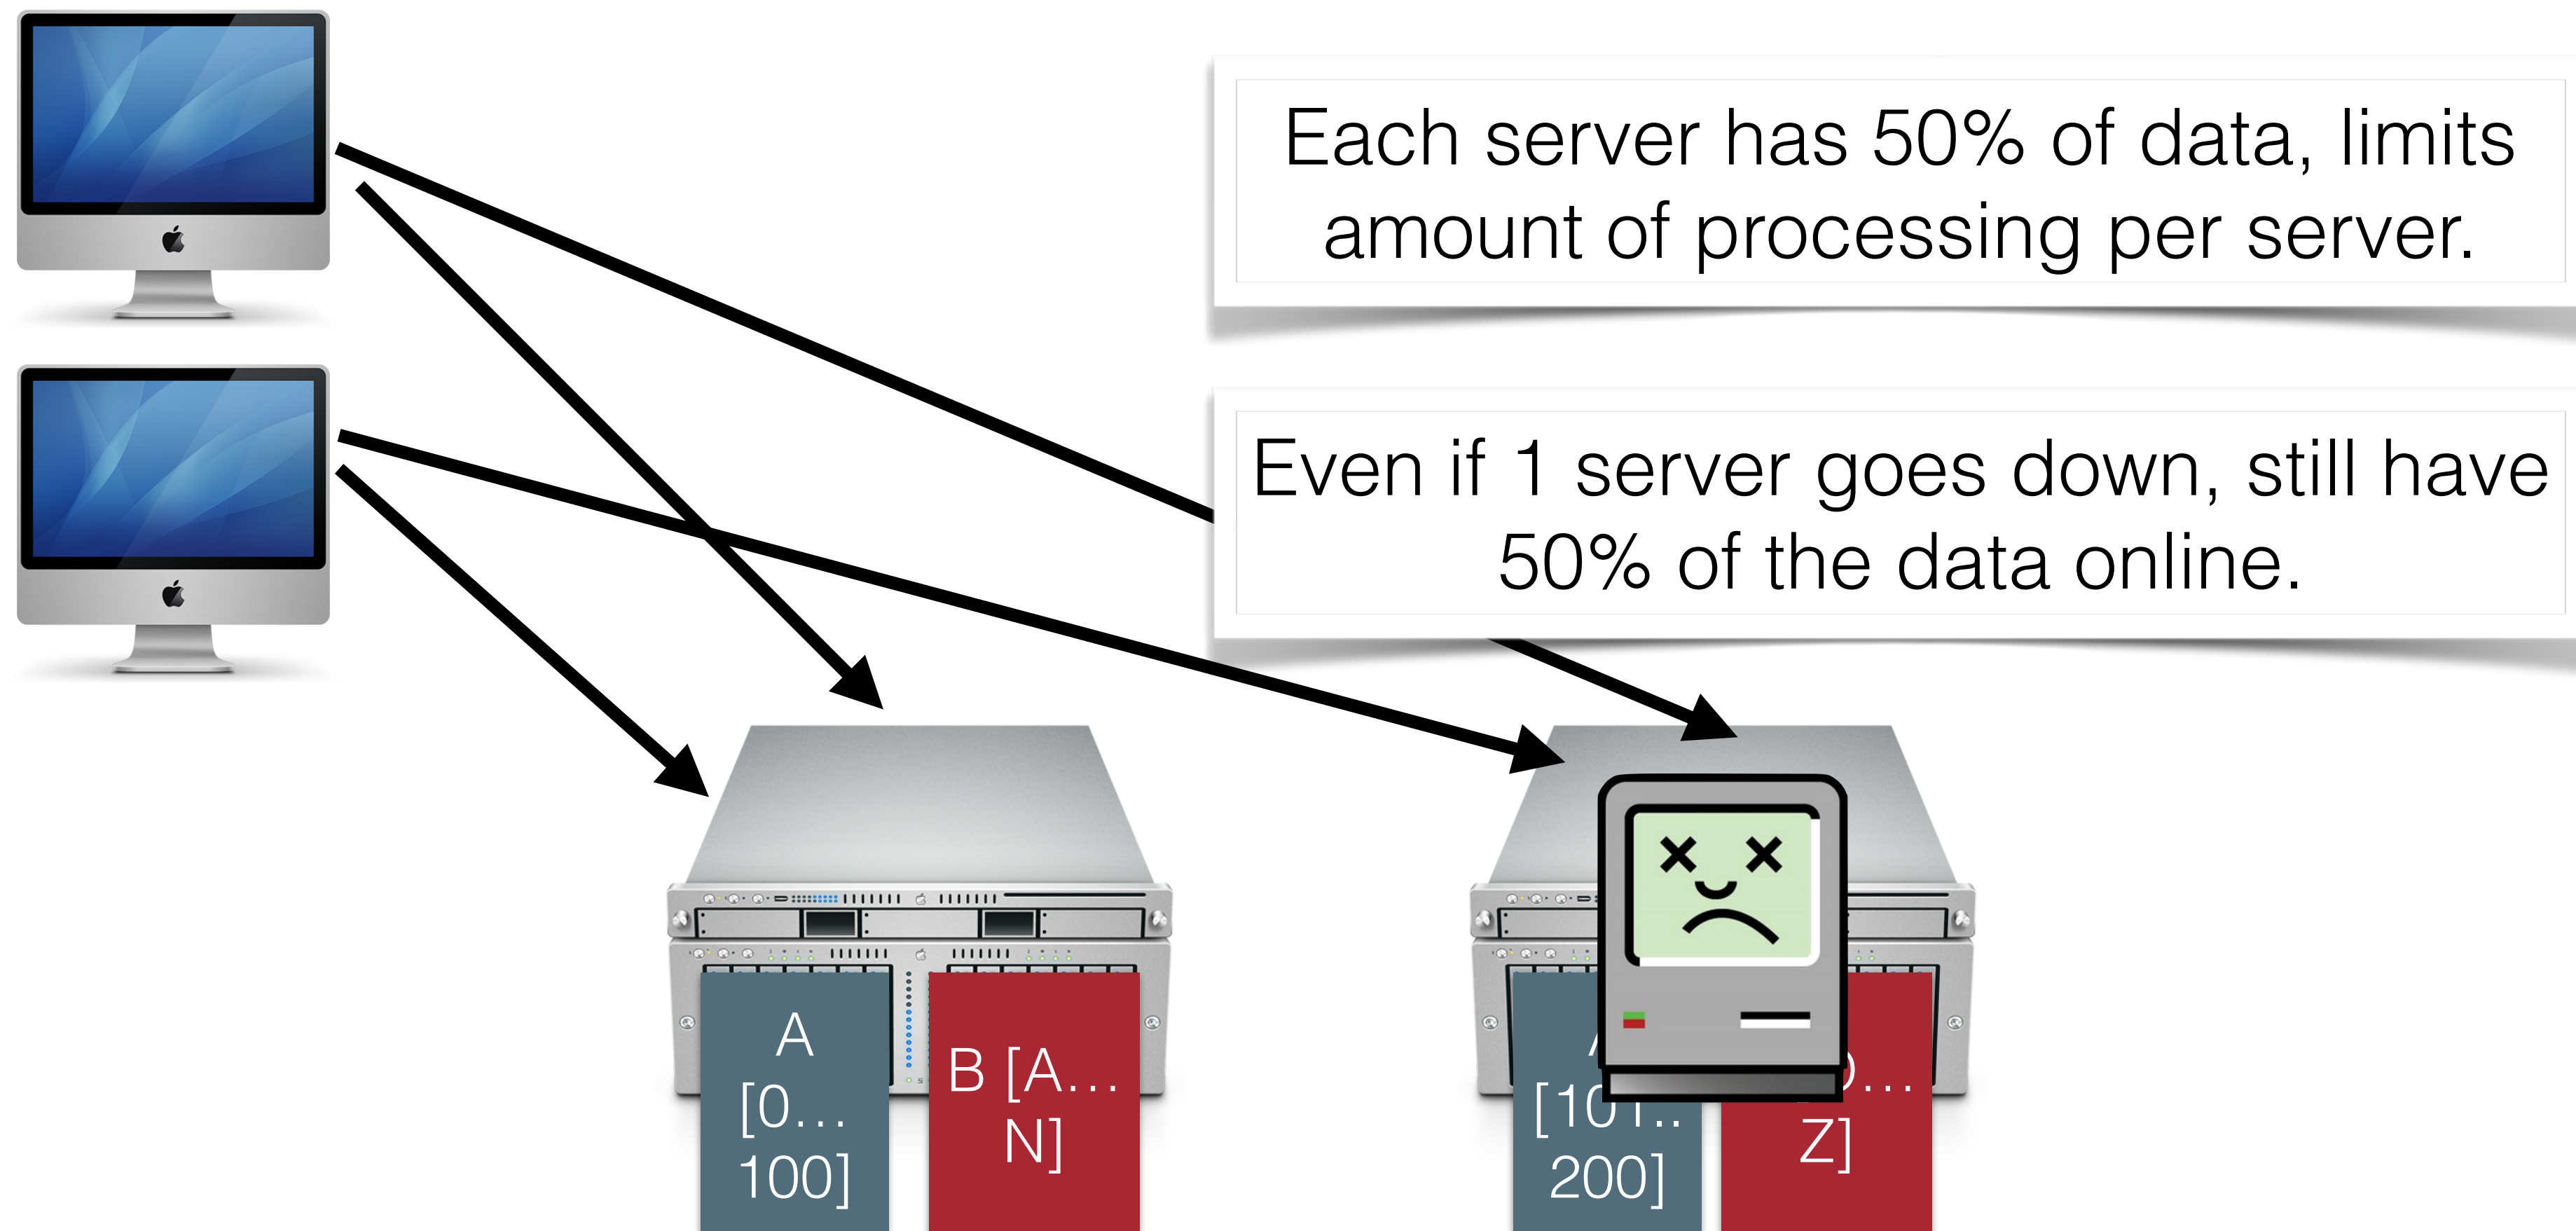 Each server has 50% of data, limits
amount of processing per server.
Even if 1 server goes down, still have
50% of the data online.
A
[0…
100]
B [A…
N]
[101..
200]
Z]